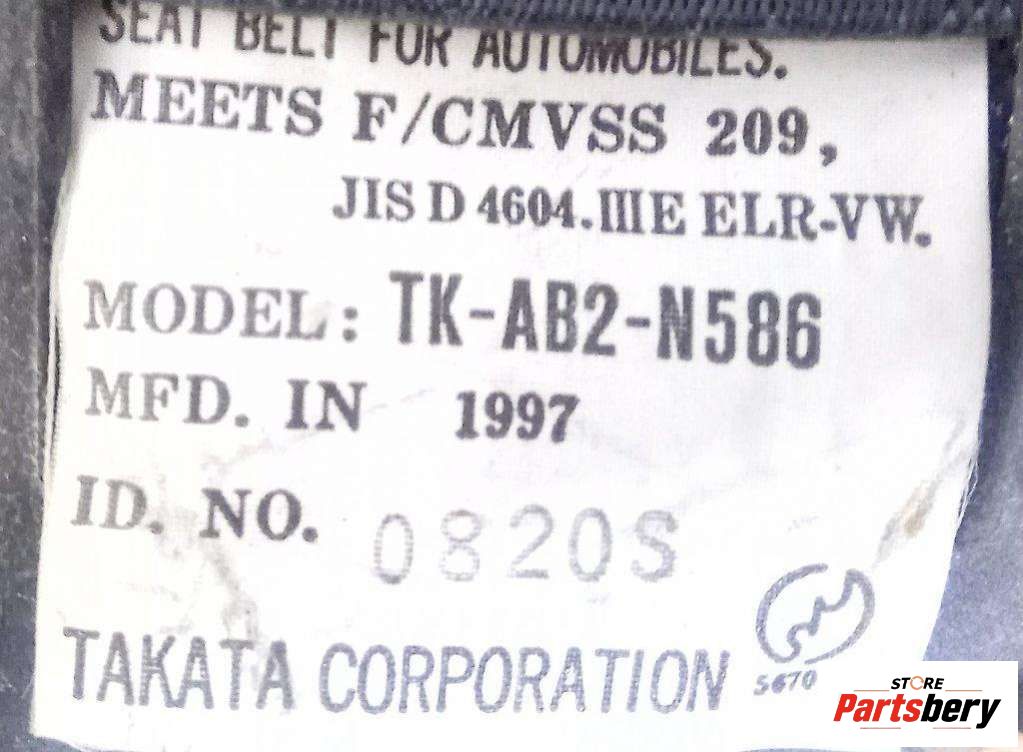 SEAT BELT FOR AUTOMOBILES.
MEETS F/CMVSS 209,
JIS D 4604.IIIE ELR-VW.
MODEL: TK-AB2-N586
MFD. IN 1997
ID. NO. 0820S
TAKATA CORPORATION
S670
STORE
Partsbery